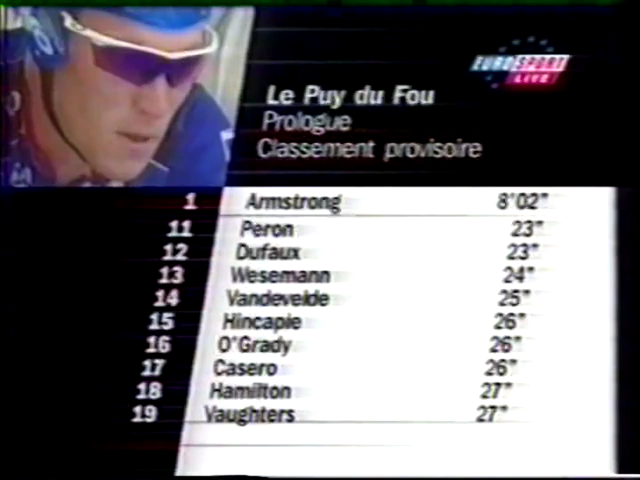 EUROSPORT
LIVE
Le Puy du Fou
Prologue
Classement provisoire
1 Armstrong 8'02"
11 Peron 23"
12 Dufaux 23"
13 Wesemann 24"
14 Vandevelde 25"
15 Hincapie 26"
16 O'Grady 26"
17 Casero 26"
18 Hamilton 27"
19 Vaughters 27"